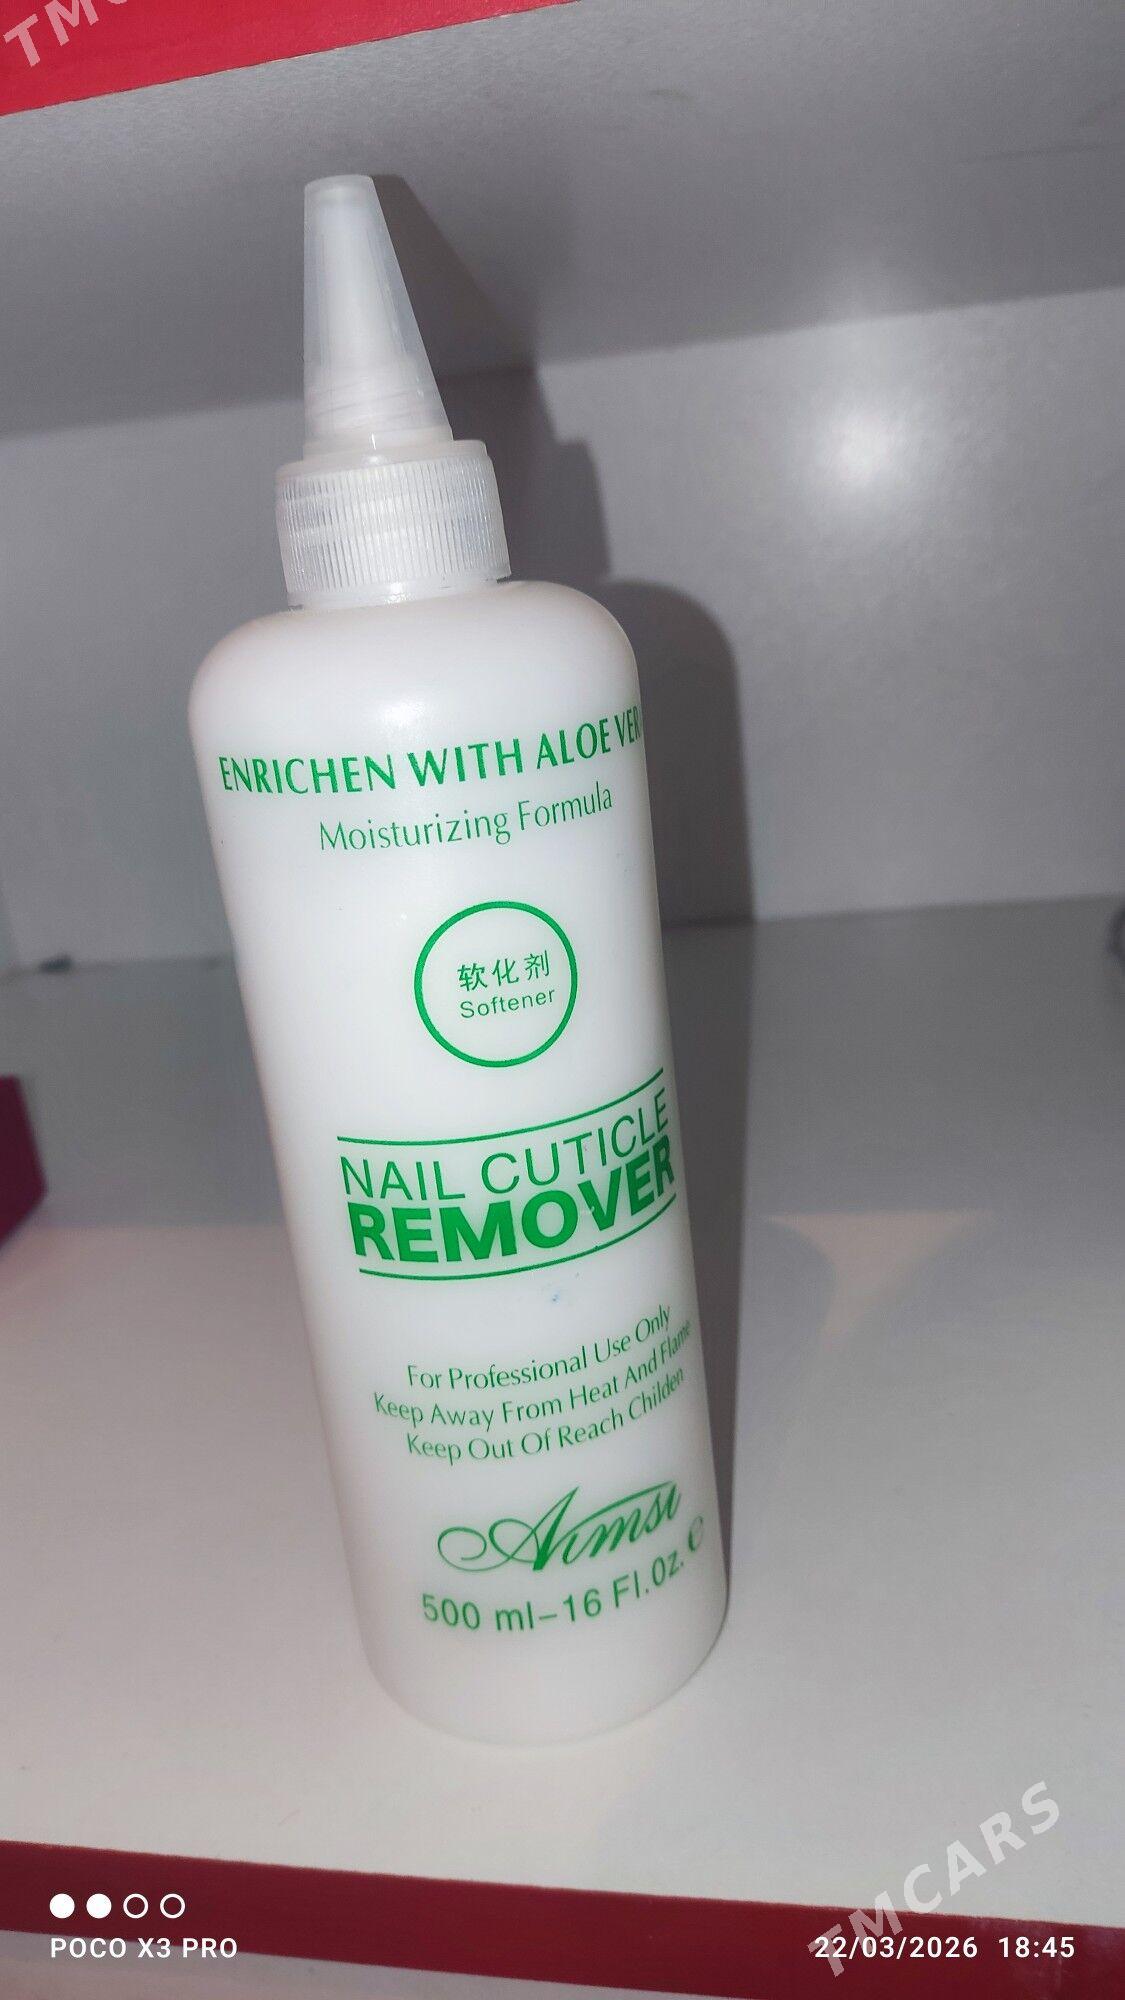 ENRICHEN WITH ALOE VER
Moisturizing Formula
软化剂
Softener
NAIL CUTICLE
REMOVER
For Professional Use Only
Keep Away From Heat And Flame
Keep Out Of Reach Childen
Aimsi
500 ml-16 Fl.Oz. e
TMCARS
POCO X3 PRO
22/03/2026 18:45